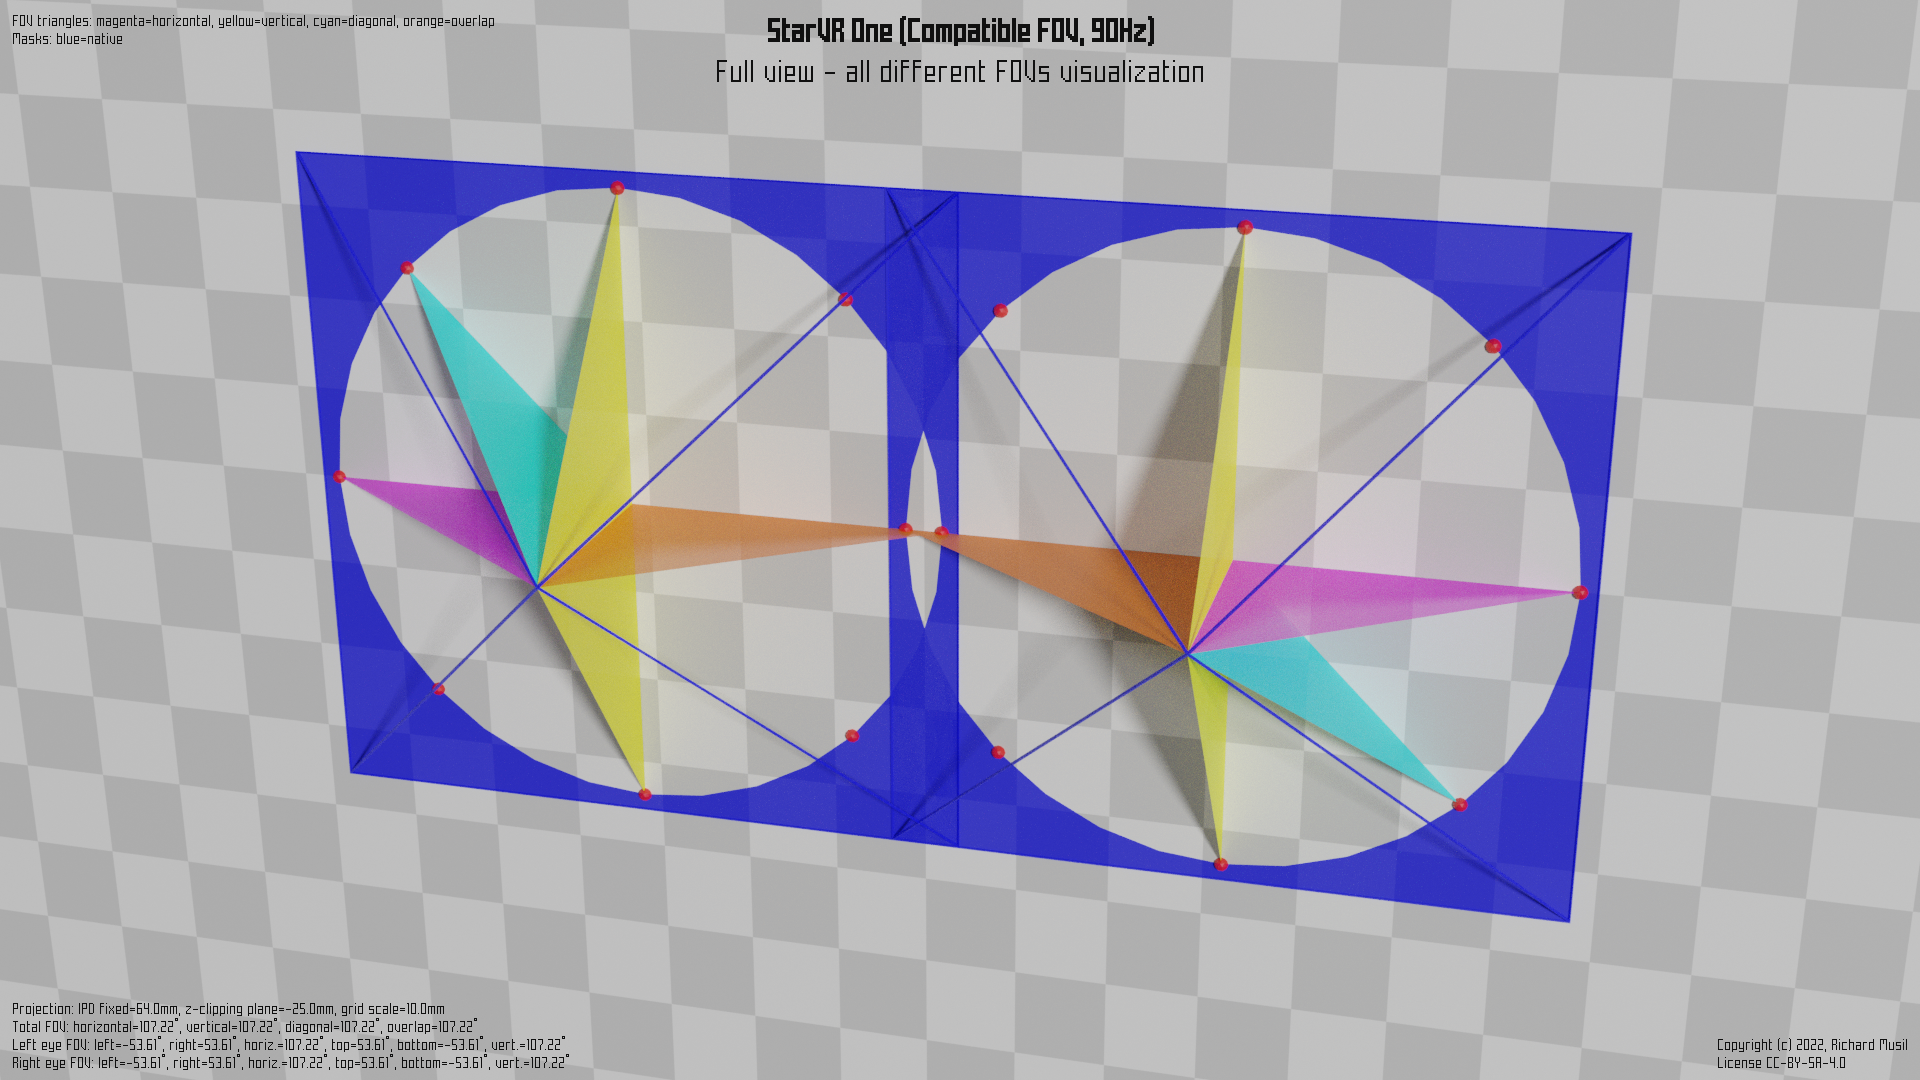 FOV triangles: magenta=horizontal, yellow=vertical, cyan=diagonal, orange=overlap
Masks: blue=native
StarVR One (Compatible FOV, 90Hz)
Full view - all different FOVs visualization
Projection: IPD fixed=64.0mm, z-clipping plane=-25.0mm, grid scale=10.0mm
Total FOV: horizontal=107.22°, vertical=107.22°, diagonal=107.22°, overlap=107.22°
Left eye FOV: left=-53.61°, right=53.61°, horiz.=107.22°, top=53.61°, bottom=-53.61°, vert.=107.22°
Right eye FOV: left=-53.61°, right=53.61°, horiz.=107.22°, top=53.61°, bottom=-53.61°, vert.=107.22°
Copyright (c) 2022, Richard Musil
License CC-BY-SA-4.0